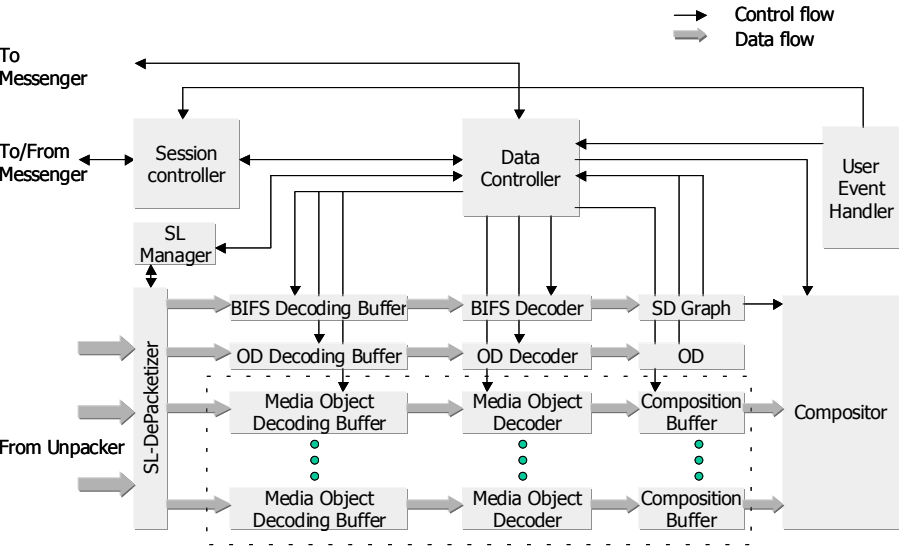 Control flow
Data flow
To
Messenger
To/From
Messenger
Session
controller
Data
Controller
User
Event
Handler
SL
Manager
SL-DePacketizer
BIFS Decoding Buffer
BIFS Decoder
SD Graph
OD Decoding Buffer
OD Decoder
OD
Media Object
Decoding Buffer
Media Object
Decoder
Composition
Buffer
Compositor
From Unpacker
Media Object
Decoding Buffer
Media Object
Decoder
Composition
Buffer